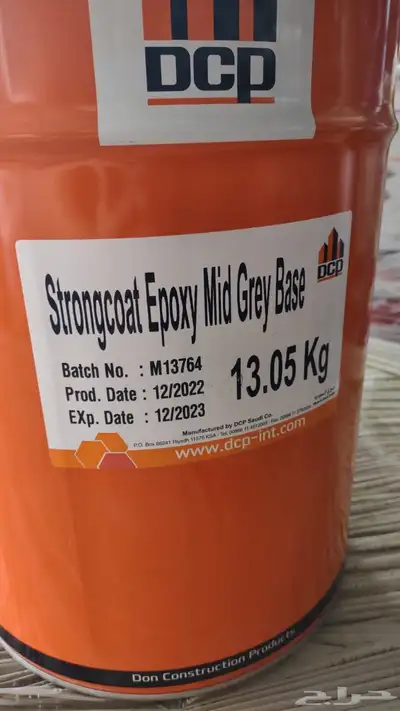 DCP
Strongcoat Epoxy Mid Grey Base
DCP
Batch No. : M13764
Prod. Date : 12/2022
EXp. Date : 12/2023
13.05 Kg
Manufactured by DCP Saudi Co.
www.dcp-int.com
Don Construction Products
حراج